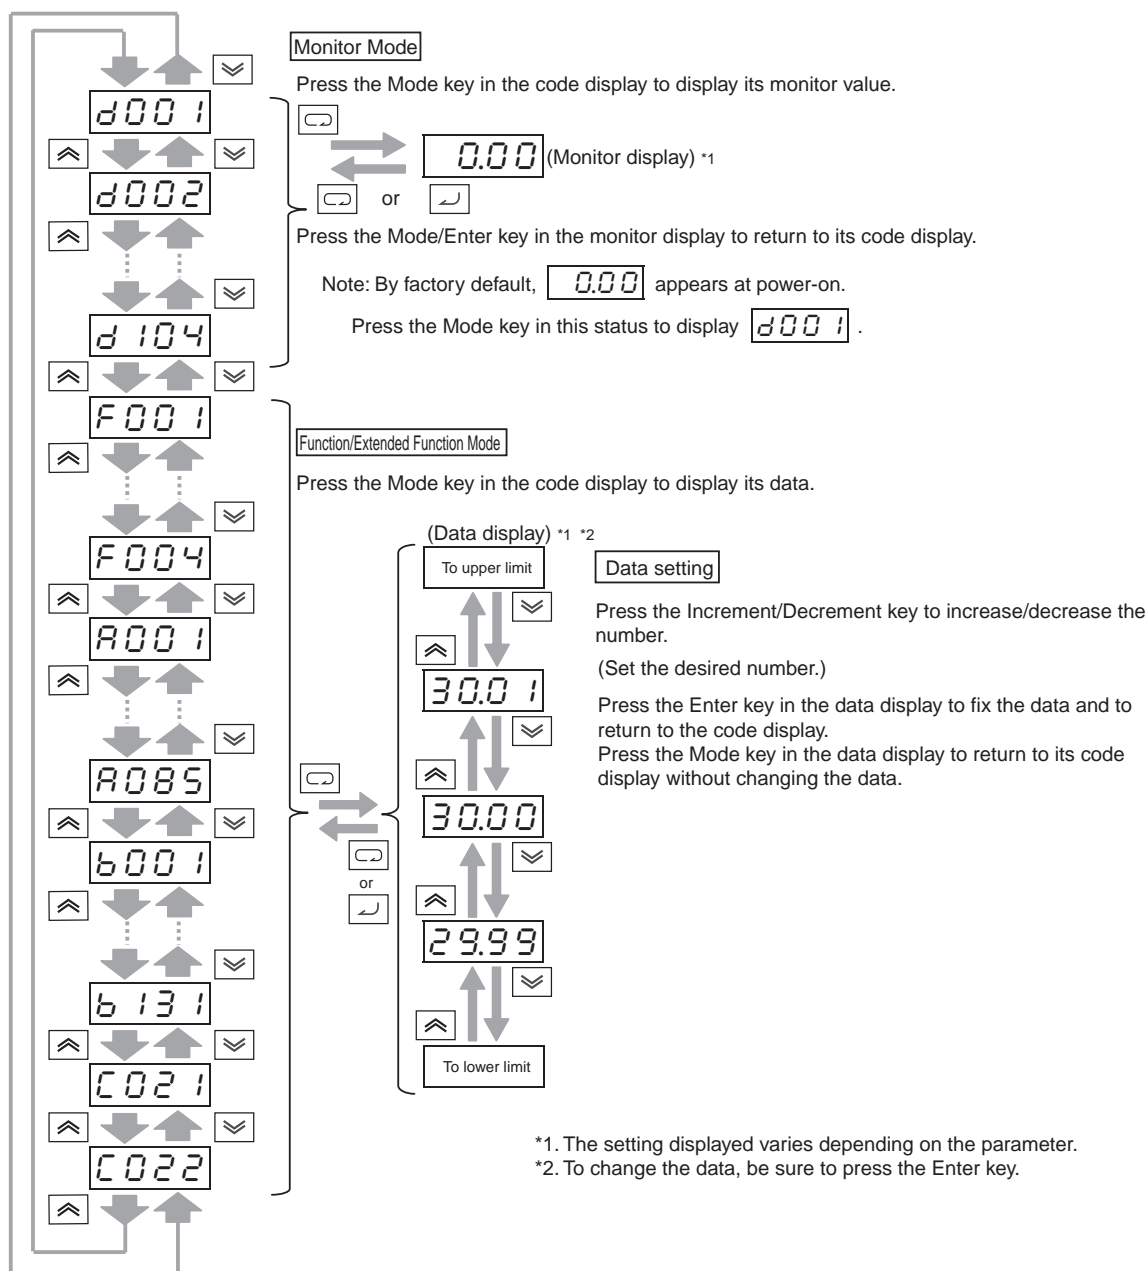 Monitor Mode
Press the Mode key in the code display to display its monitor value.
d001
0.00 (Monitor display) *1
d002
or
Press the Mode/Enter key in the monitor display to return to its code display.
Note: By factory default, 0.00 appears at power-on.
Press the Mode key in this status to display d001 .
d104
F001
Function/Extended Function Mode
Press the Mode key in the code display to display its data.
F004
A001
A085
b001
b131
C021
C022
(Data display) *1 *2
To upper limit
30.01
30.00
29.99
To lower limit
or
Data setting
Press the Increment/Decrement key to increase/decrease the
number.
(Set the desired number.)
Press the Enter key in the data display to fix the data and to
return to the code display.
Press the Mode key in the data display to return to its code
display without changing the data.
*1. The setting displayed varies depending on the parameter.
*2. To change the data, be sure to press the Enter key.